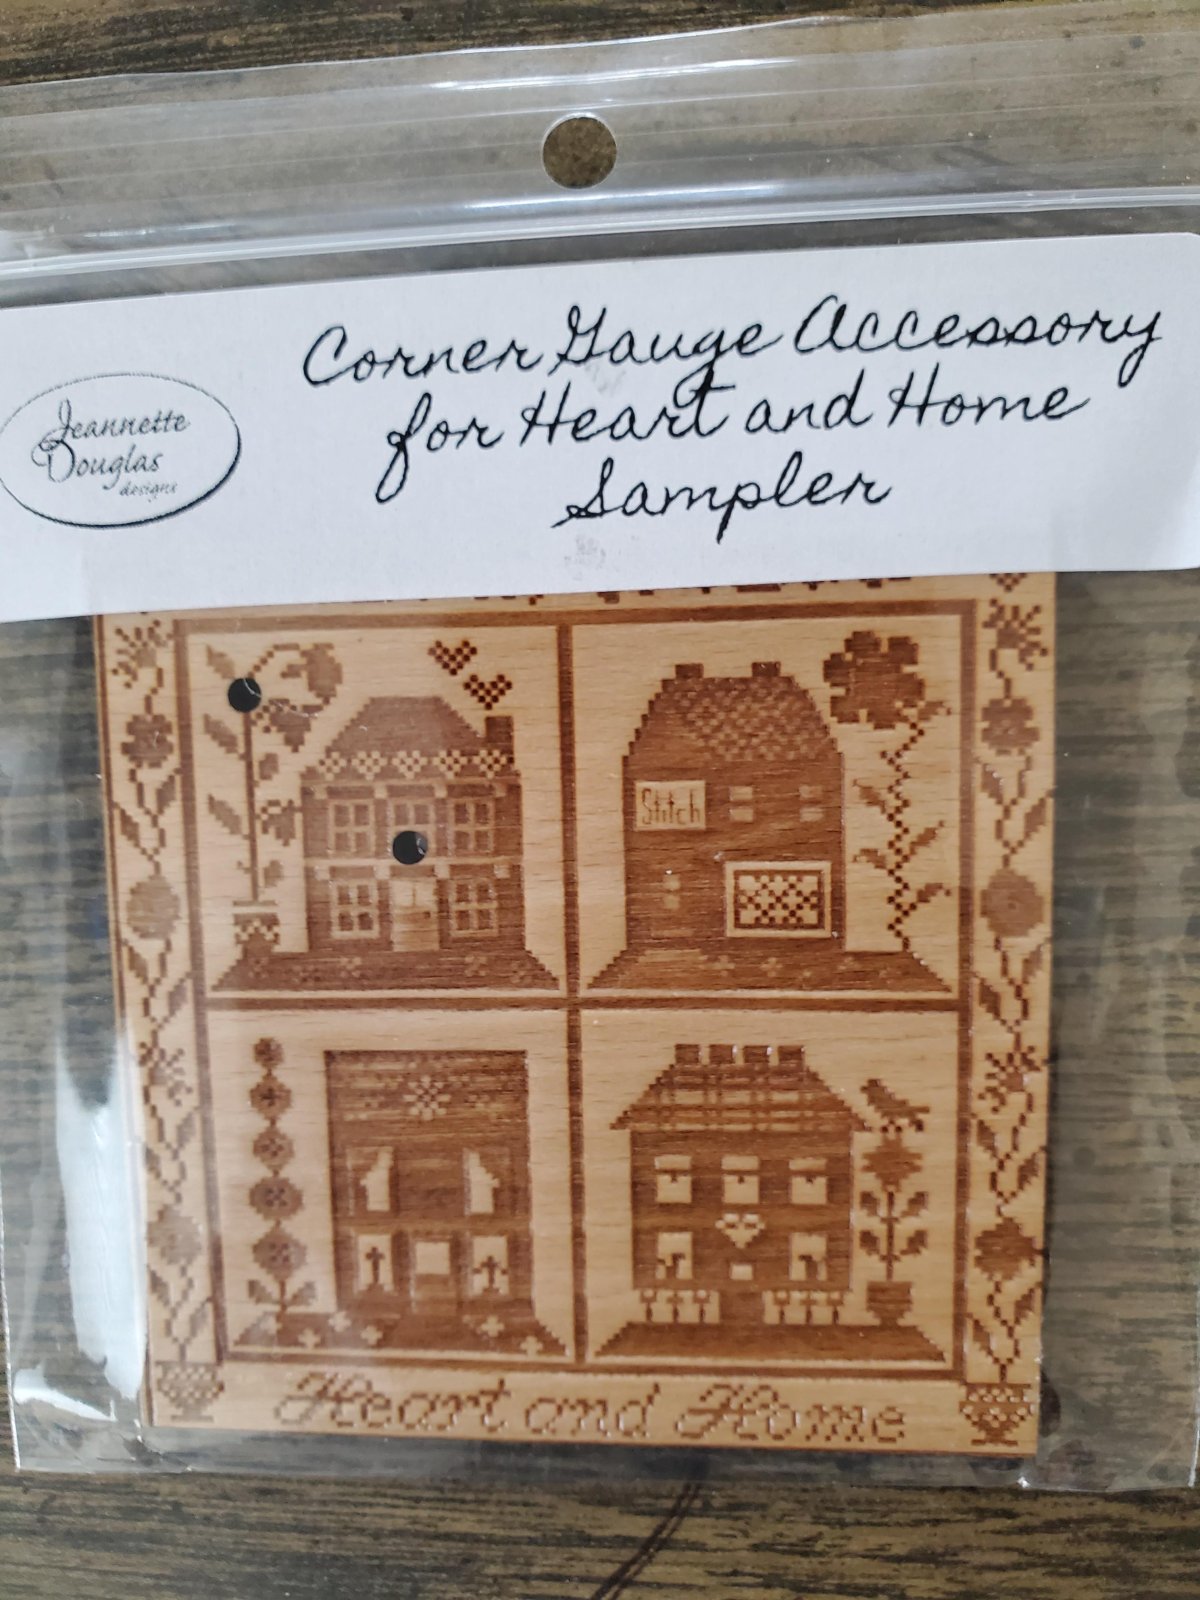 Corner Gauge Accessory
for Heart and Home
Sampler
Jeannette
Douglas
designs
Stitch
Heart and Home